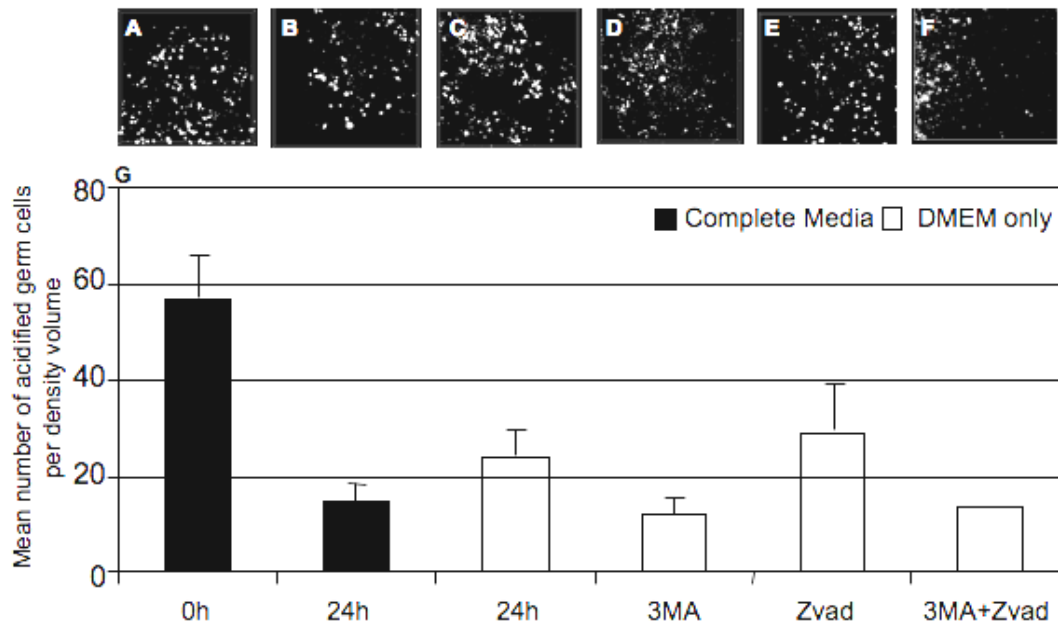 A B C D E F
G
Mean number of acidified germ cells
per density volume
80
60
40
20
0
Complete Media DMEM only
0h 24h 24h 3MA Zvad 3MA+Zvad